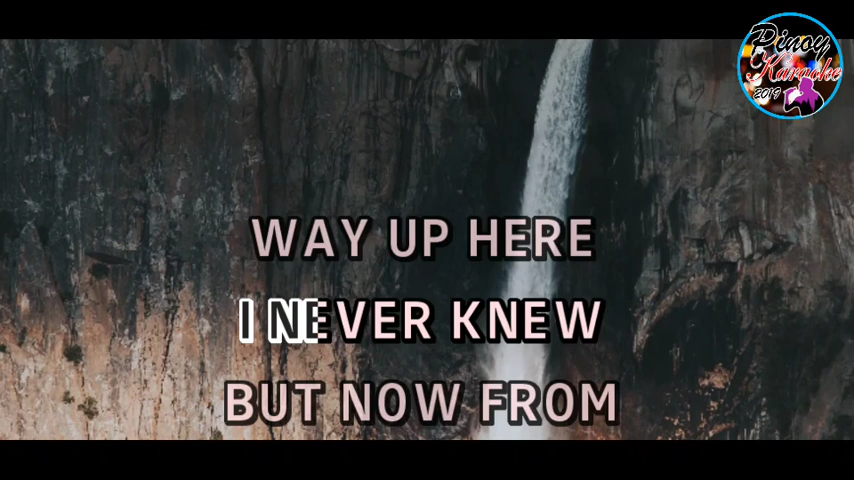 Pinoy
Karaoke
2019
WAY UP HERE
I NEVER KNEW
BUT NOW FROM